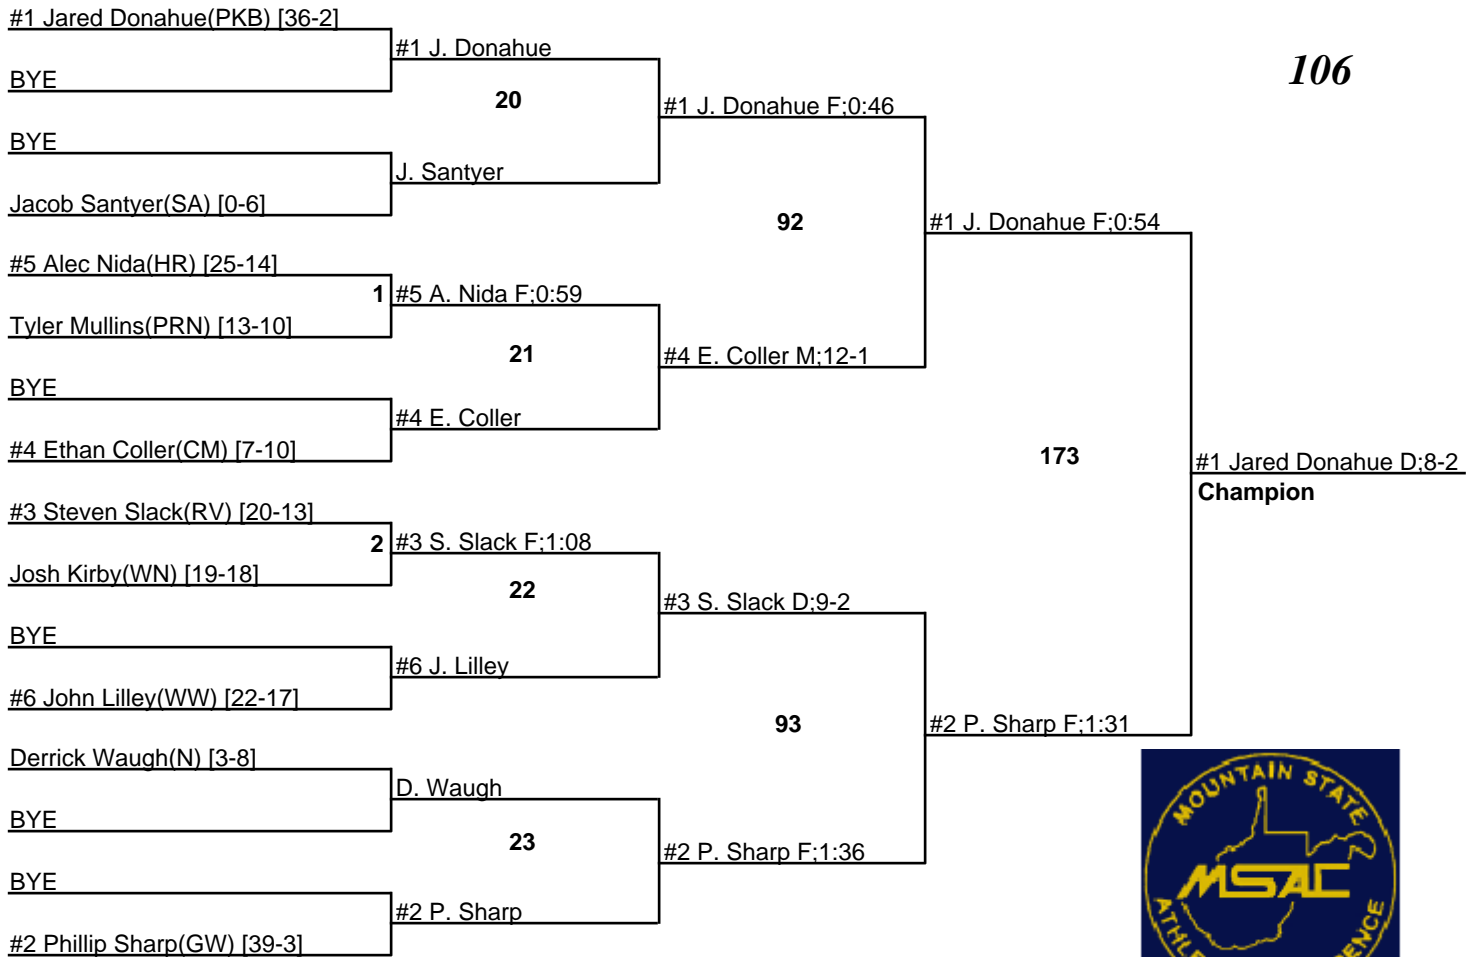 #1 Jared Donahue(PKB) [36-2]
#1 J. Donahue
106
BYE
20
#1 J. Donahue F;0:46
BYE
J. Santyer
Jacob Santyer(SA) [0-6]
92
#1 J. Donahue F;0:54
#5 Alec Nida(HR) [25-14]
1
#5 A. Nida F;0:59
Tyler Mullins(PRN) [13-10]
21
#4 E. Coller M;12-1
BYE
#4 E. Coller
#4 Ethan Coller(CM) [7-10]
173
#1 Jared Donahue D;8-2
Champion
#3 Steven Slack(RV) [20-13]
2
#3 S. Slack F;1:08
Josh Kirby(WN) [19-18]
22
#3 S. Slack D;9-2
BYE
#6 J. Lilley
#6 John Lilley(WW) [22-17]
93
#2 P. Sharp F;1:31
Derrick Waugh(N) [3-8]
D. Waugh
BYE
23
#2 P. Sharp F;1:36
BYE
#2 P. Sharp
#2 Phillip Sharp(GW) [39-3]
MOUNTAIN STATE
MSAC